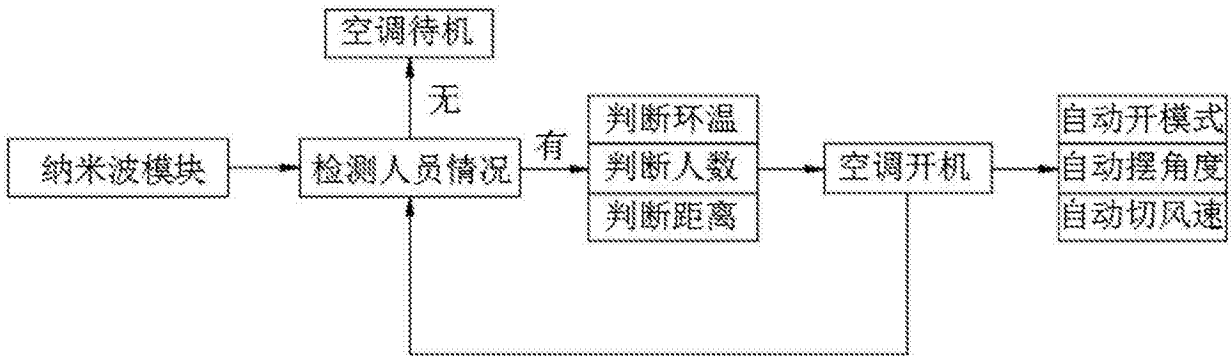 空调待机
无
纳米波模块
检测人员情况
有
判断环温
判断人数
判断距离
空调开机
自动开模式
自动摆角度
自动切风速